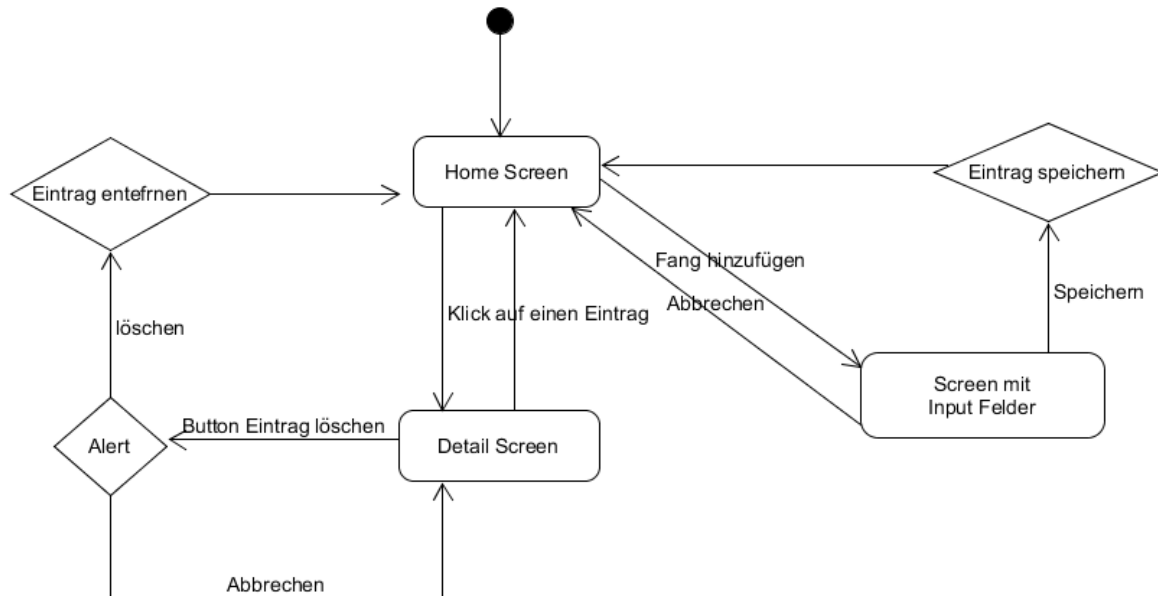 Home Screen
Eintrag entefrnen
Eintrag speichern
Fang hinzufügen
Abbrechen
Speichern
Klick auf einen Eintrag
löschen
Screen mit
Input Felder
Button Eintrag löschen
Alert
Detail Screen
Abbrechen